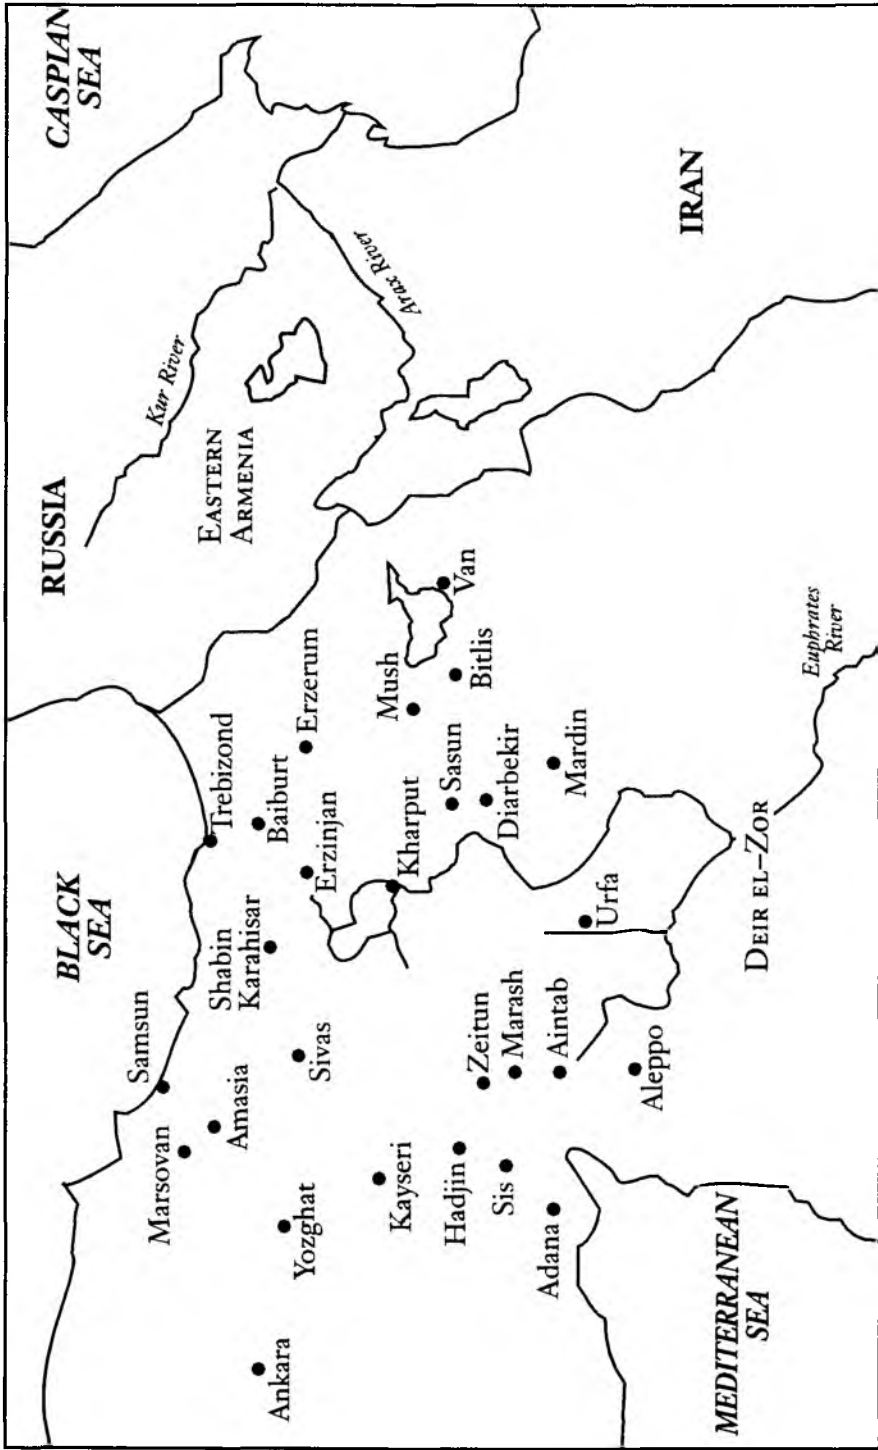 BLACK
SEA
RUSSIA
CASPIAN
SEA
Kur River
EASTERN
ARMENIA
Arax River
IRAN
Samsun
Marsovan
Amasia
Trebizond
Shabin
Karahisar
Baiburt
Ankara
Yozghat
Sivas
Erzinjan
Erzerum
Kayseri
Kharput
Mush
Van
Bitlis
Hadjin
Zeitun
Sasun
Sis
Marash
Diarbekir
Adana
Aintab
Mardin
Urfa
Aleppo
MEDITERRANEAN
SEA
DEIR EL–ZOR
Euphrates
River